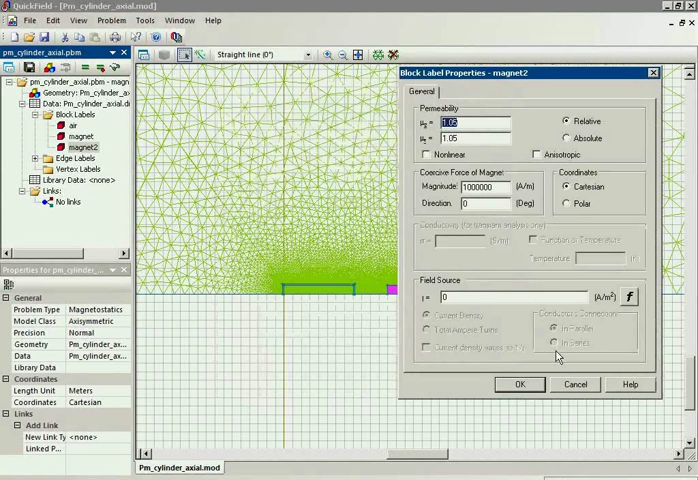 QuickField - [Pm_cylinder_axial.mod]
File Edit View Problem Tools Window Help
Straight line (0°)
pm_cylinder_axial.pbm
pm_cylinder_axial.pbm - magn
Geometry: Pm_cylinder_axi
Data: Pm_cylinder_axial.d
Block Labels
air
magnet
magnet2
Edge Labels
Vertex Labels
Library Data: <none>
Links:
No links
Properties for pm_cylinder_axial...
General
Problem Type Magnetostatics
Model Class Axisymmetric
Precision Normal
Geometry Pm_cylinder_ax
Data Pm_cylinder_ax
Library Data
Coordinates
Length Unit Meters
Coordinates Cartesian
Links
Add Link
New Link Ty <none>
Linked P...
Pm_cylinder_axial.mod
Block Label Properties - magnet2
General
Permeability
1.05
Relative
1.05
Absolute
Nonlinear
Anisotropic
Coercive Force of Magnet
Magnitude: 1000000 (A/m)
Direction: 0 (Deg)
Coordinates
Cartesian
Polar
Conductivity (for transient analysis only)
(S/m)
Function of Temperature
Temperature:
Field Source
j = 0 (A/m²) f
Current Density
Total Ampere-Turns
Conductor's Connection
In Parallel
In Series
OK Cancel Help